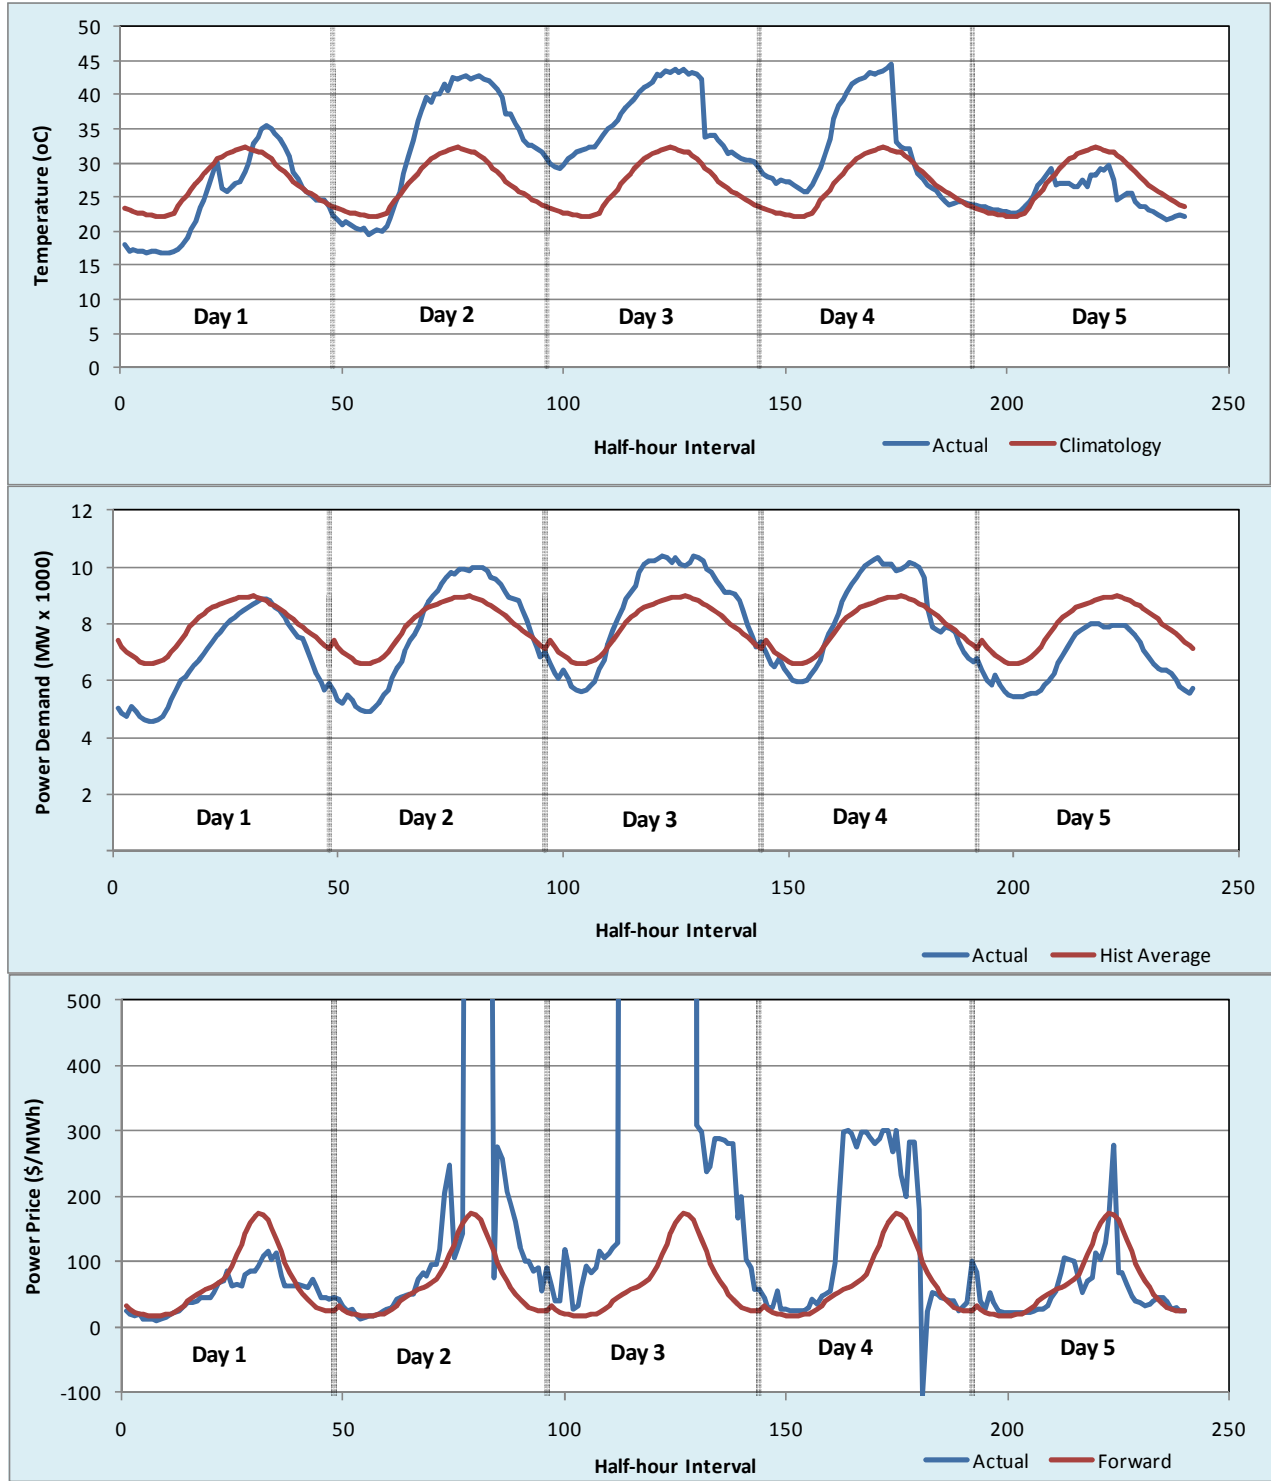 50
45
40
35
30
25
20
15
10
5
0
Temperature (oC)
Day 1 Day 2 Day 3 Day 4 Day 5
0 50 100 150 200 250
Half-hour Interval
Actual Climatology
12
10
8
6
4
2
Power Demand (MW x 1000)
Day 1 Day 2 Day 3 Day 4 Day 5
0 50 100 150 200 250
Half-hour Interval
Actual Hist Average
500
400
300
200
100
0
-100
Power Price ($/MWh)
Day 1 Day 2 Day 3 Day 4 Day 5
0 50 100 150 200 250
Half-hour Interval
Actual Forward